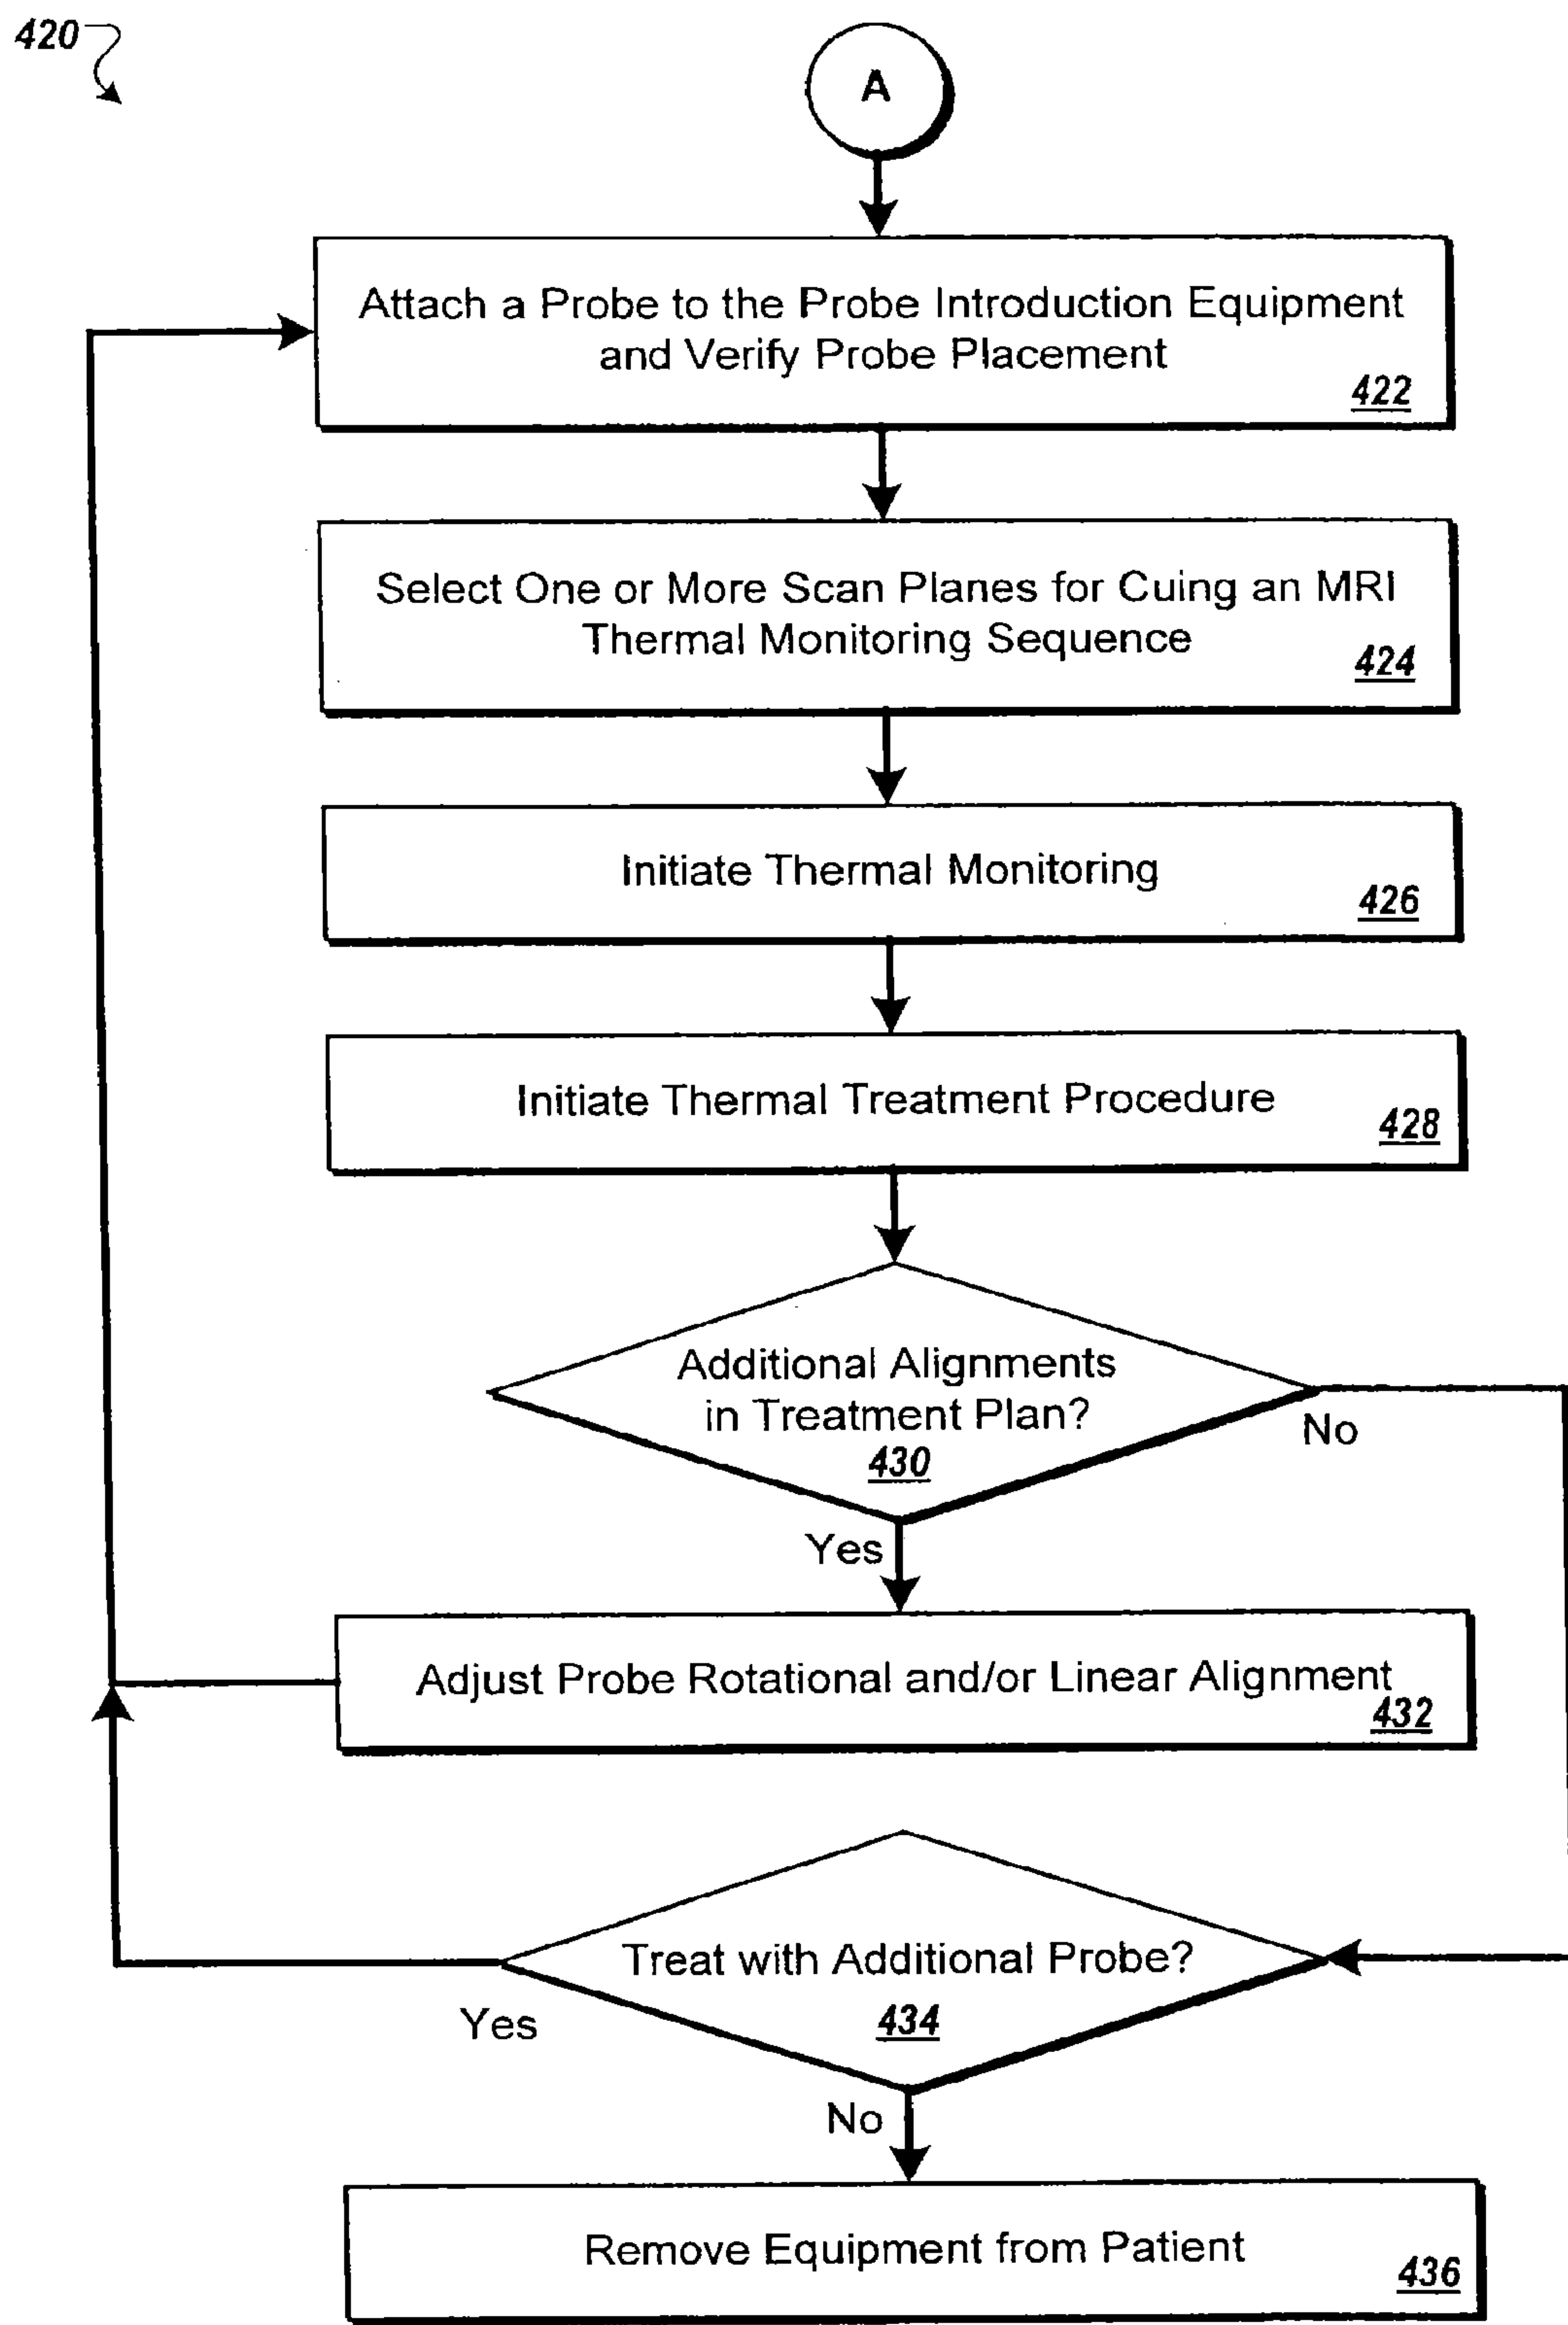 420
A
Attach a Probe to the Probe Introduction Equipment
and Verify Probe Placement
422
Select One or More Scan Planes for Cuing an MRI
Thermal Monitoring Sequence
424
Initiate Thermal Monitoring
426
Initiate Thermal Treatment Procedure
428
Additional Alignments
in Treatment Plan?
430
No
Yes
Adjust Probe Rotational and/or Linear Alignment
432
Treat with Additional Probe?
434
Yes
No
Remove Equipment from Patient
436